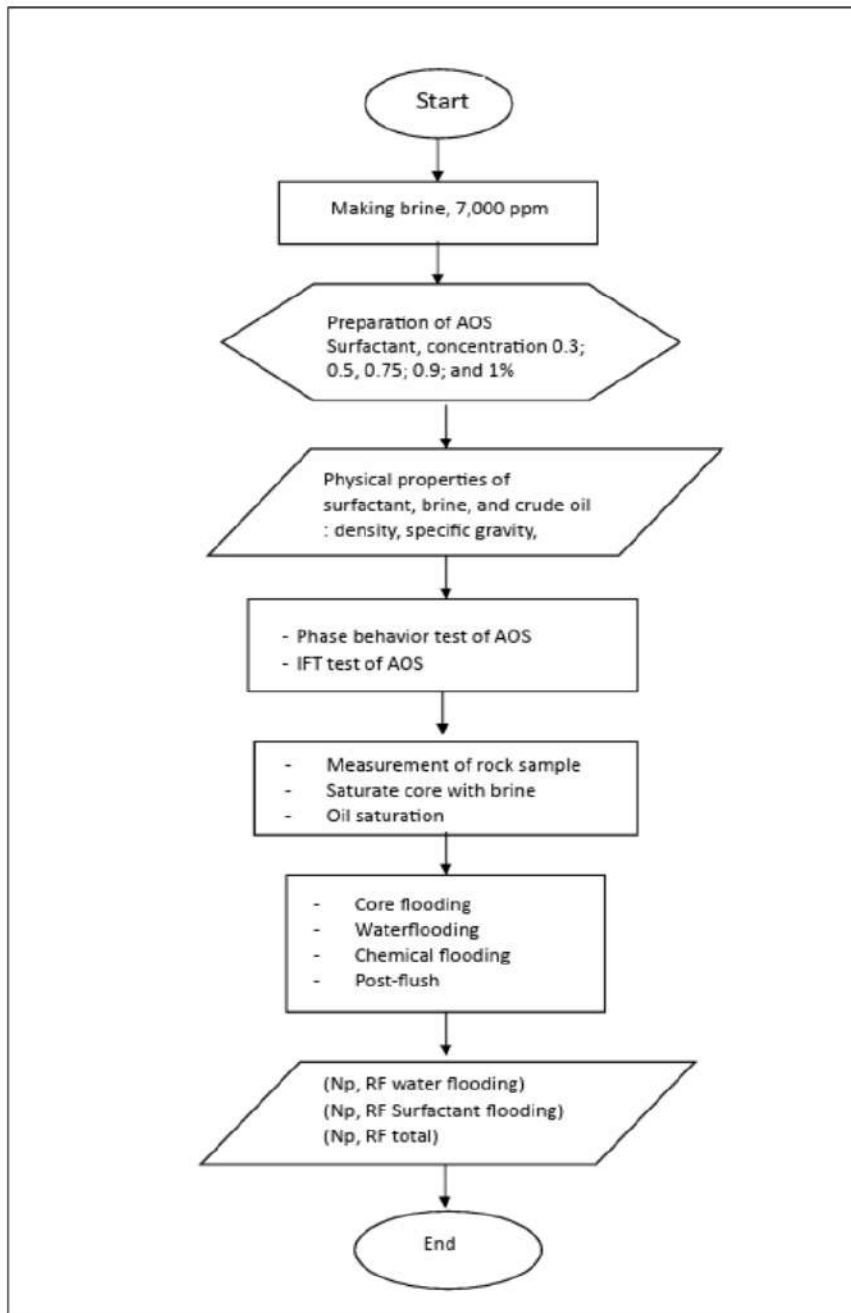 Start
Making brine, 7,000 ppm
Preparation of AOS
Surfactant, concentration 0.3;
0.5, 0.75; 0.9; and 1%
Physical properties of
surfactant, brine, and crude oil
: density, specific gravity,
- Phase behavior test of AOS
- IFT test of AOS
- Measurement of rock sample
- Saturate core with brine
- Oil saturation
- Core flooding
- Waterflooding
- Chemical flooding
- Post-flush
(Np, RF water flooding)
(Np, RF Surfactant flooding)
(Np, RF total)
End